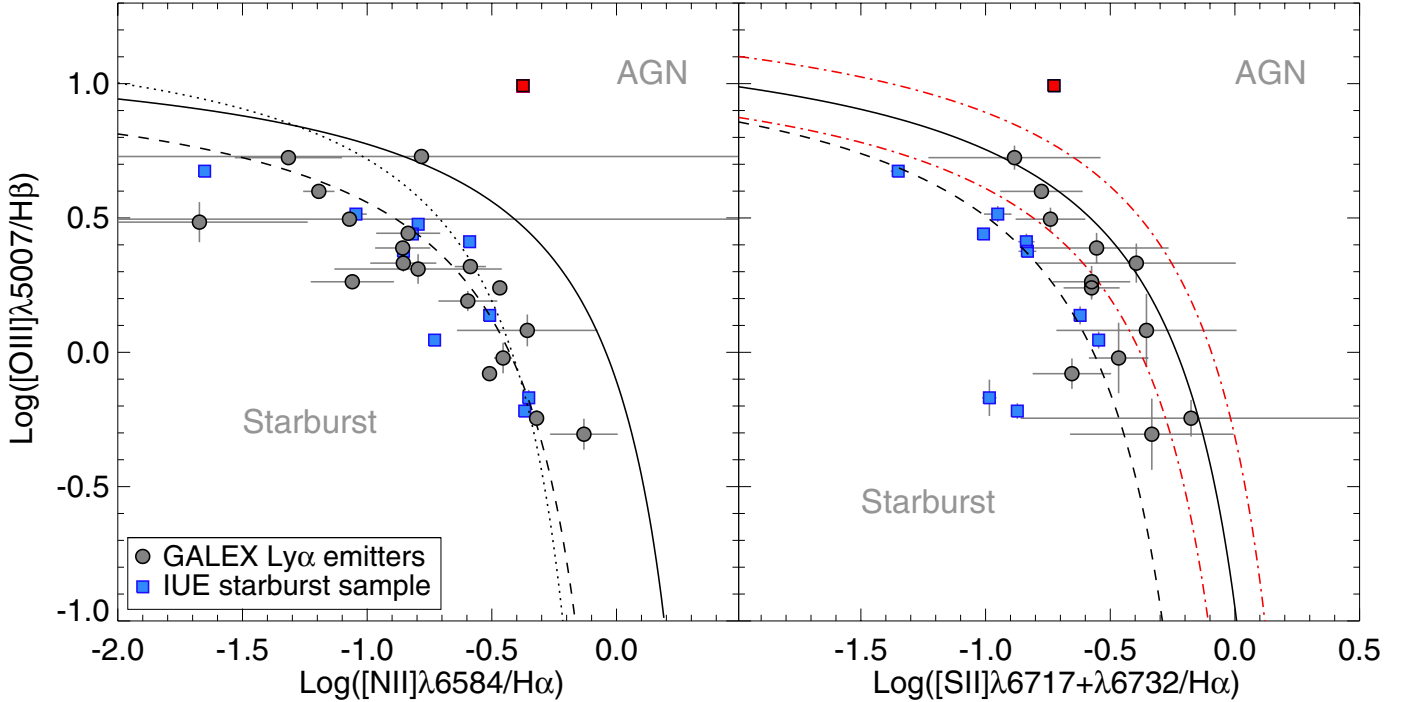 AGN
AGN
1.0
0.5
0.0
-0.5
-1.0
Log([OIII]λ5007/Hβ)
Starburst
Starburst
GALEX Lyα emitters
IUE starburst sample
-2.0 -1.5 -1.0 -0.5 0.0
-1.5 -1.0 -0.5 0.0 0.5
Log([NII]λ6584/Hα)
Log([SII]λ6717+λ6732/Hα)